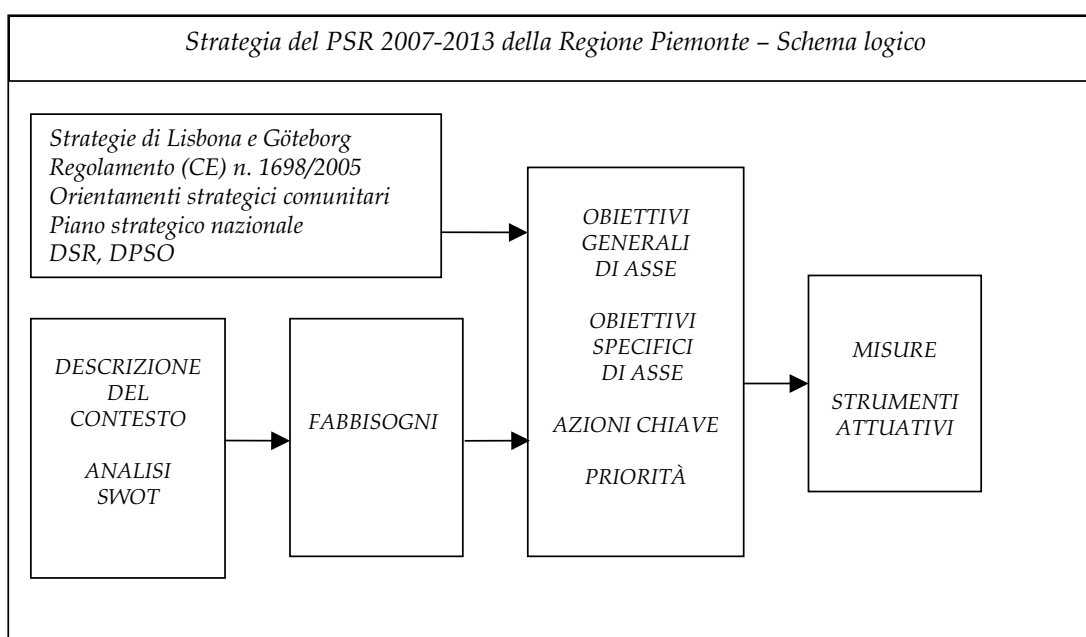 Strategia del PSR 2007-2013 della Regione Piemonte – Schema logico
Strategie di Lisbona e Göteborg
Regolamento (CE) n. 1698/2005
Orientamenti strategici comunitari
Piano strategico nazionale
DSR, DPSO
DESCRIZIONE
DEL
CONTESTO
ANALISI
SWOT
FABBISOGNI
OBIETTIVI
GENERALI
DI ASSE
OBIETTIVI
SPECIFICI
DI ASSE
AZIONI CHIAVE
PRIORITÀ
MISURE
STRUMENTI
ATTUATIVI